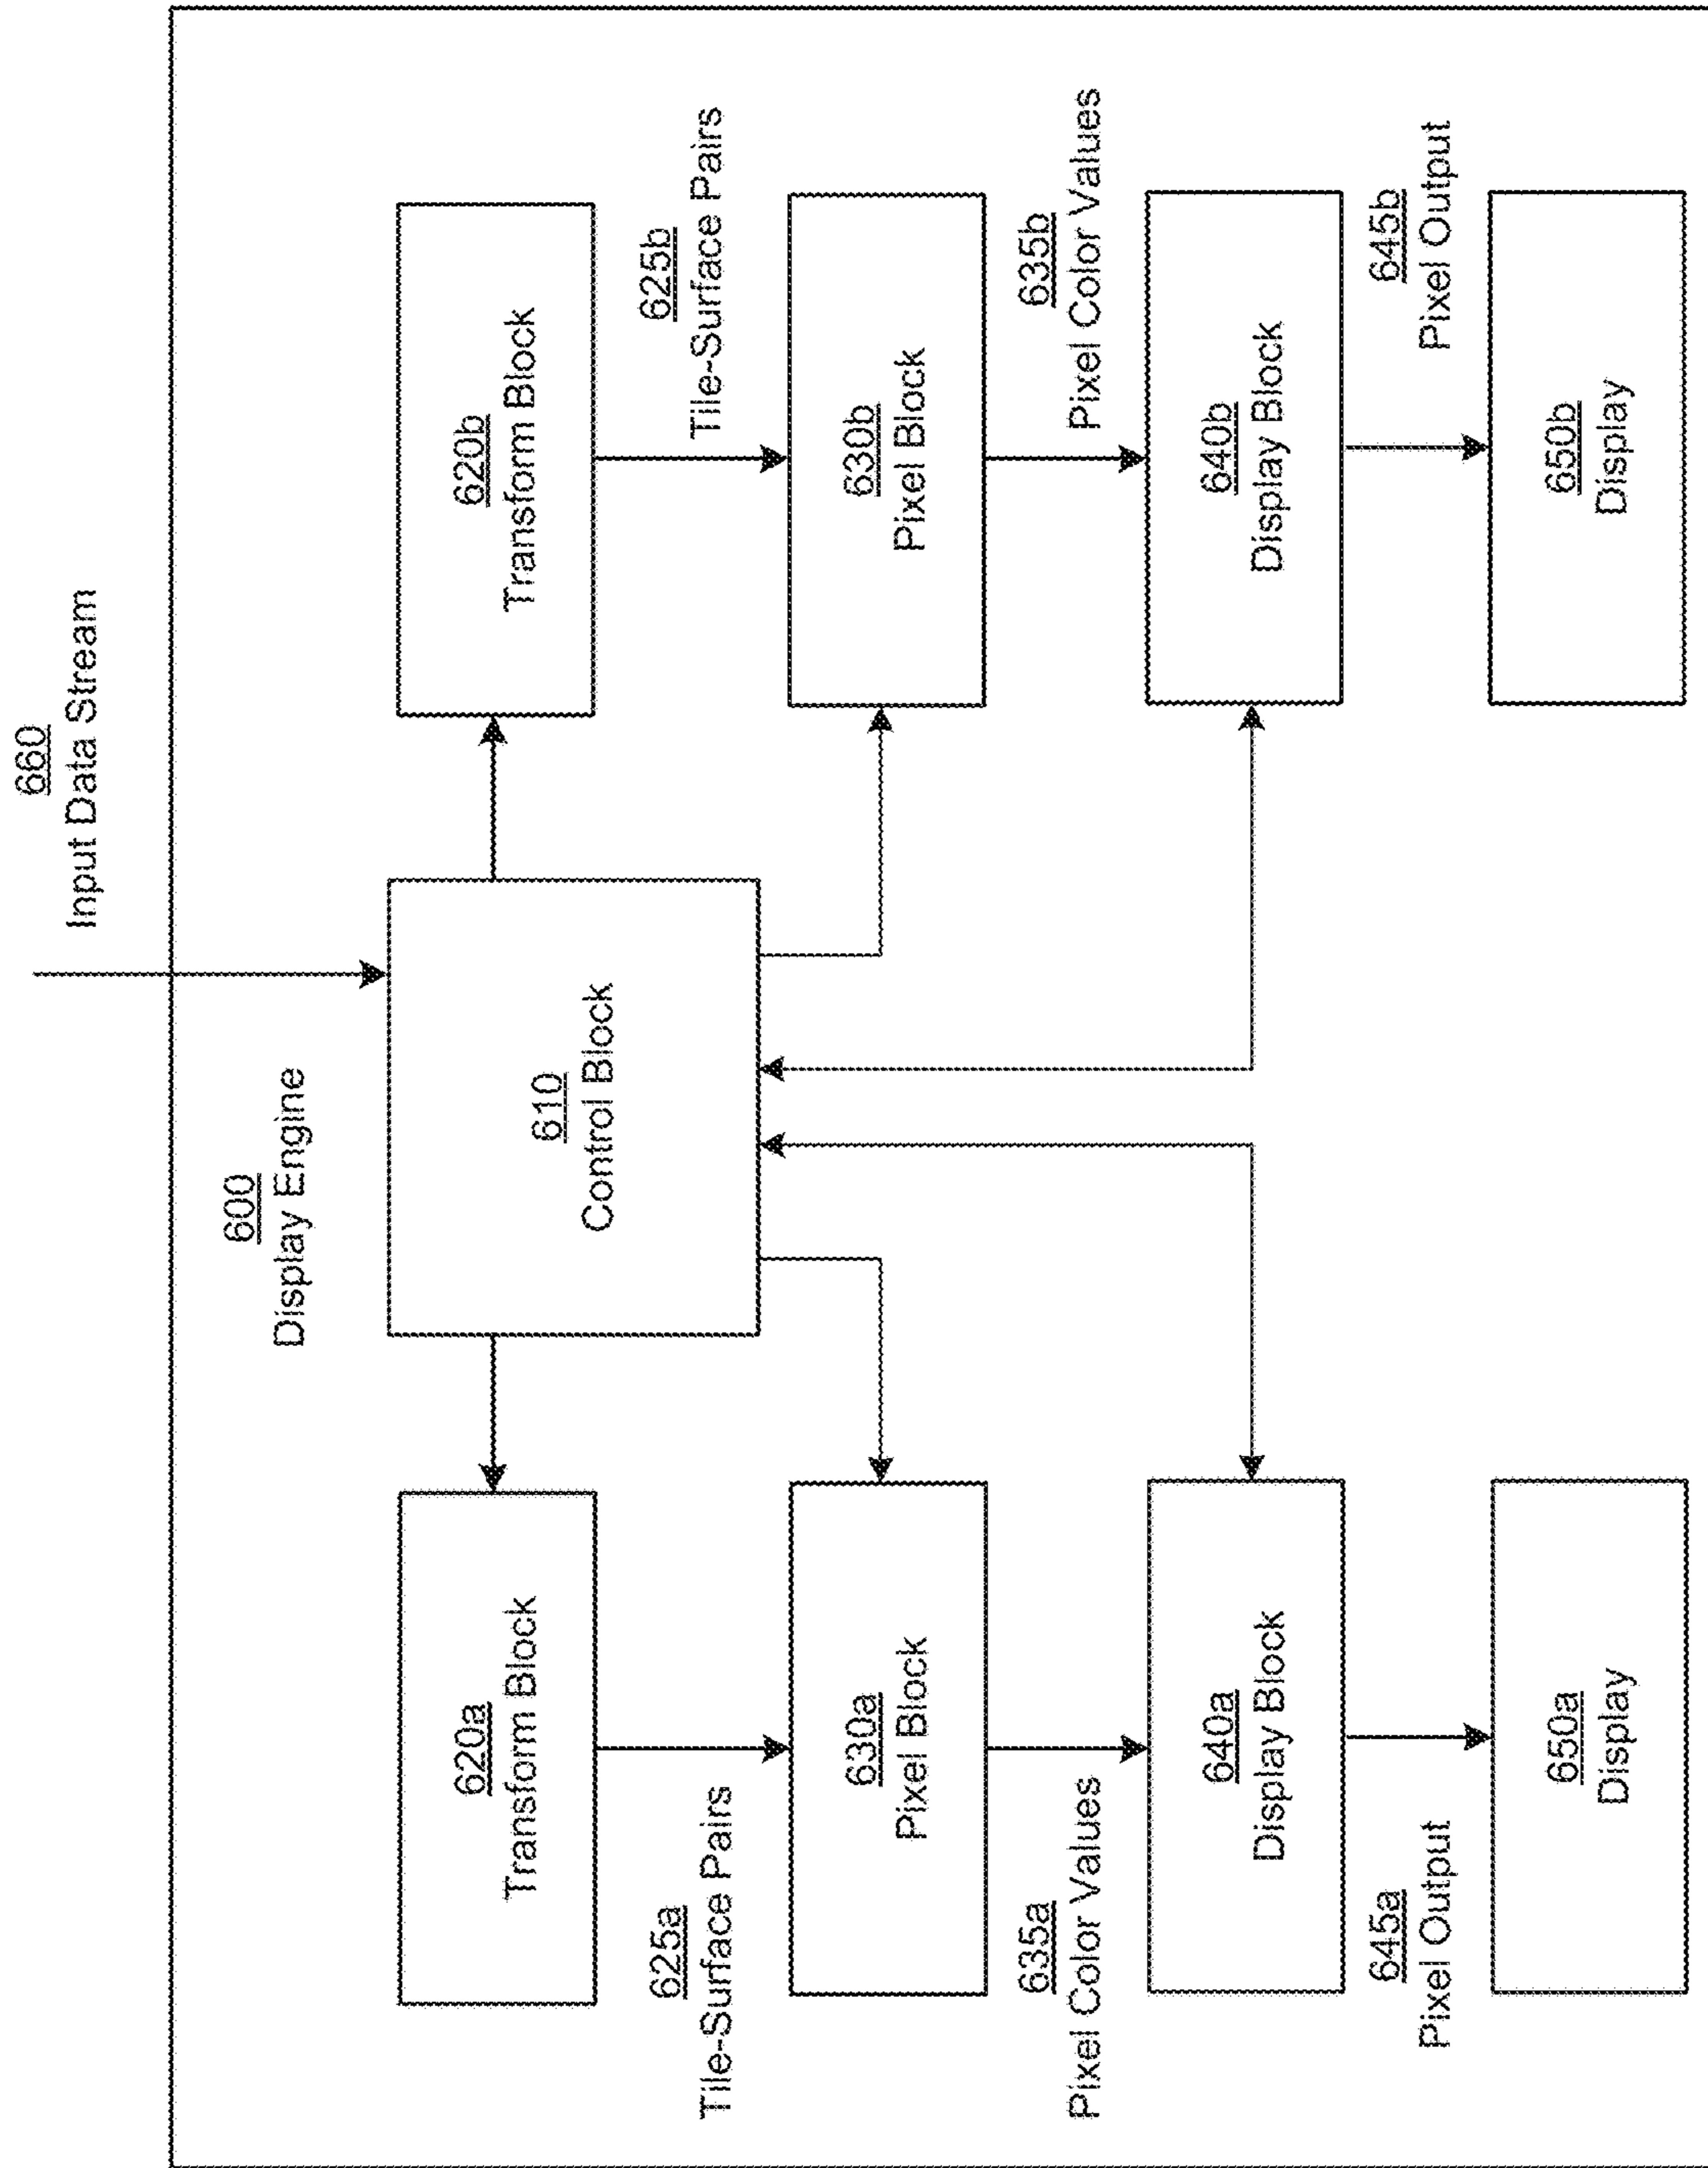 660
Input Data Stream
600
Display Engine
610
Control Block
620a
Transform Block
620b
Transform Block
625a
Tile-Surface Pairs
625b
Tile-Surface Pairs
630a
Pixel Block
630b
Pixel Block
635a
Pixel Color Values
635b
Pixel Color Values
640a
Display Block
640b
Display Block
645a
Pixel Output
645b
Pixel Output
650a
Display
650b
Display